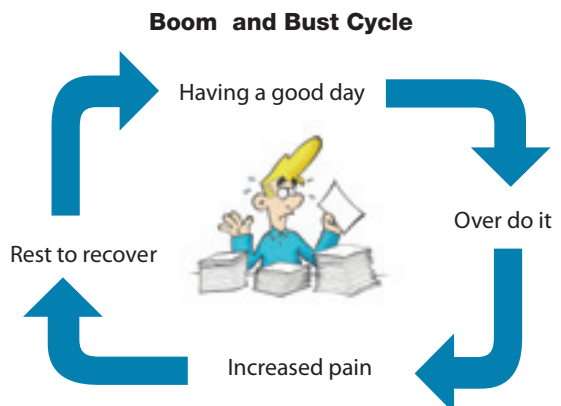 Boom and Bust Cycle
Having a good day
Over do it
Increased pain
Rest to recover